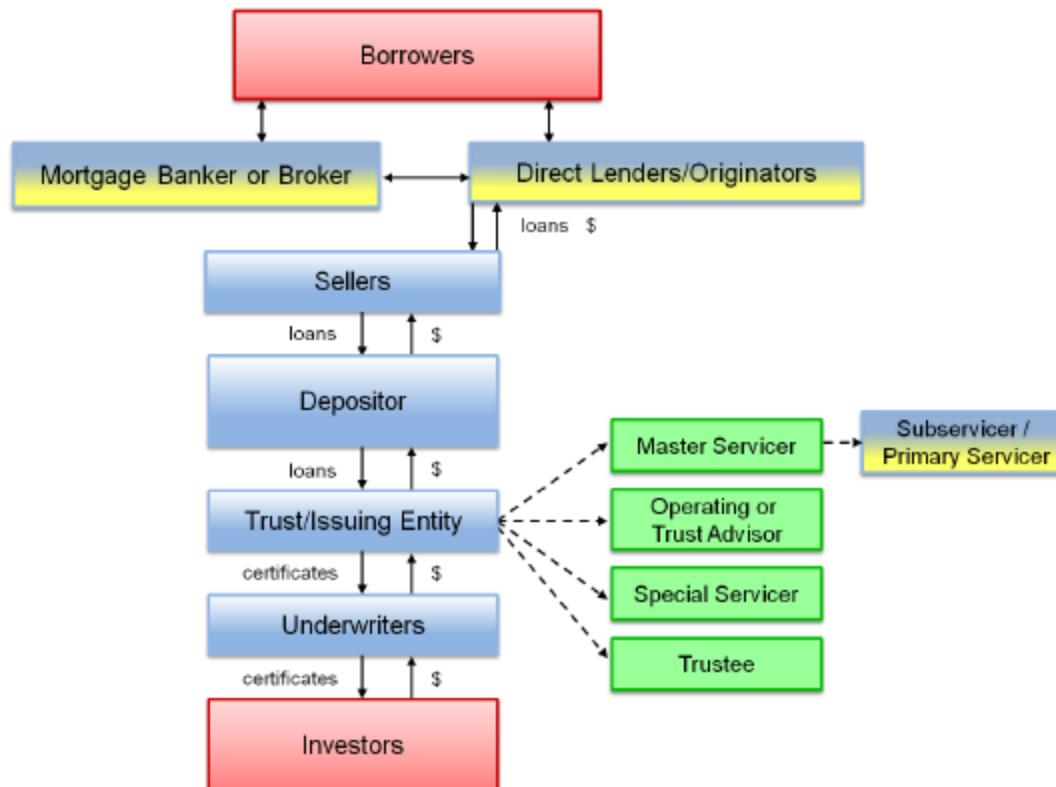 Borrowers
Mortgage Banker or Broker
Direct Lenders/Originators
loans $
Sellers
loans $
Depositor
loans $
Trust/Issuing Entity
certificates $
Underwriters
certificates $
Investors
Master Servicer
Subservicer /
Primary Servicer
Operating or
Trust Advisor
Special Servicer
Trustee